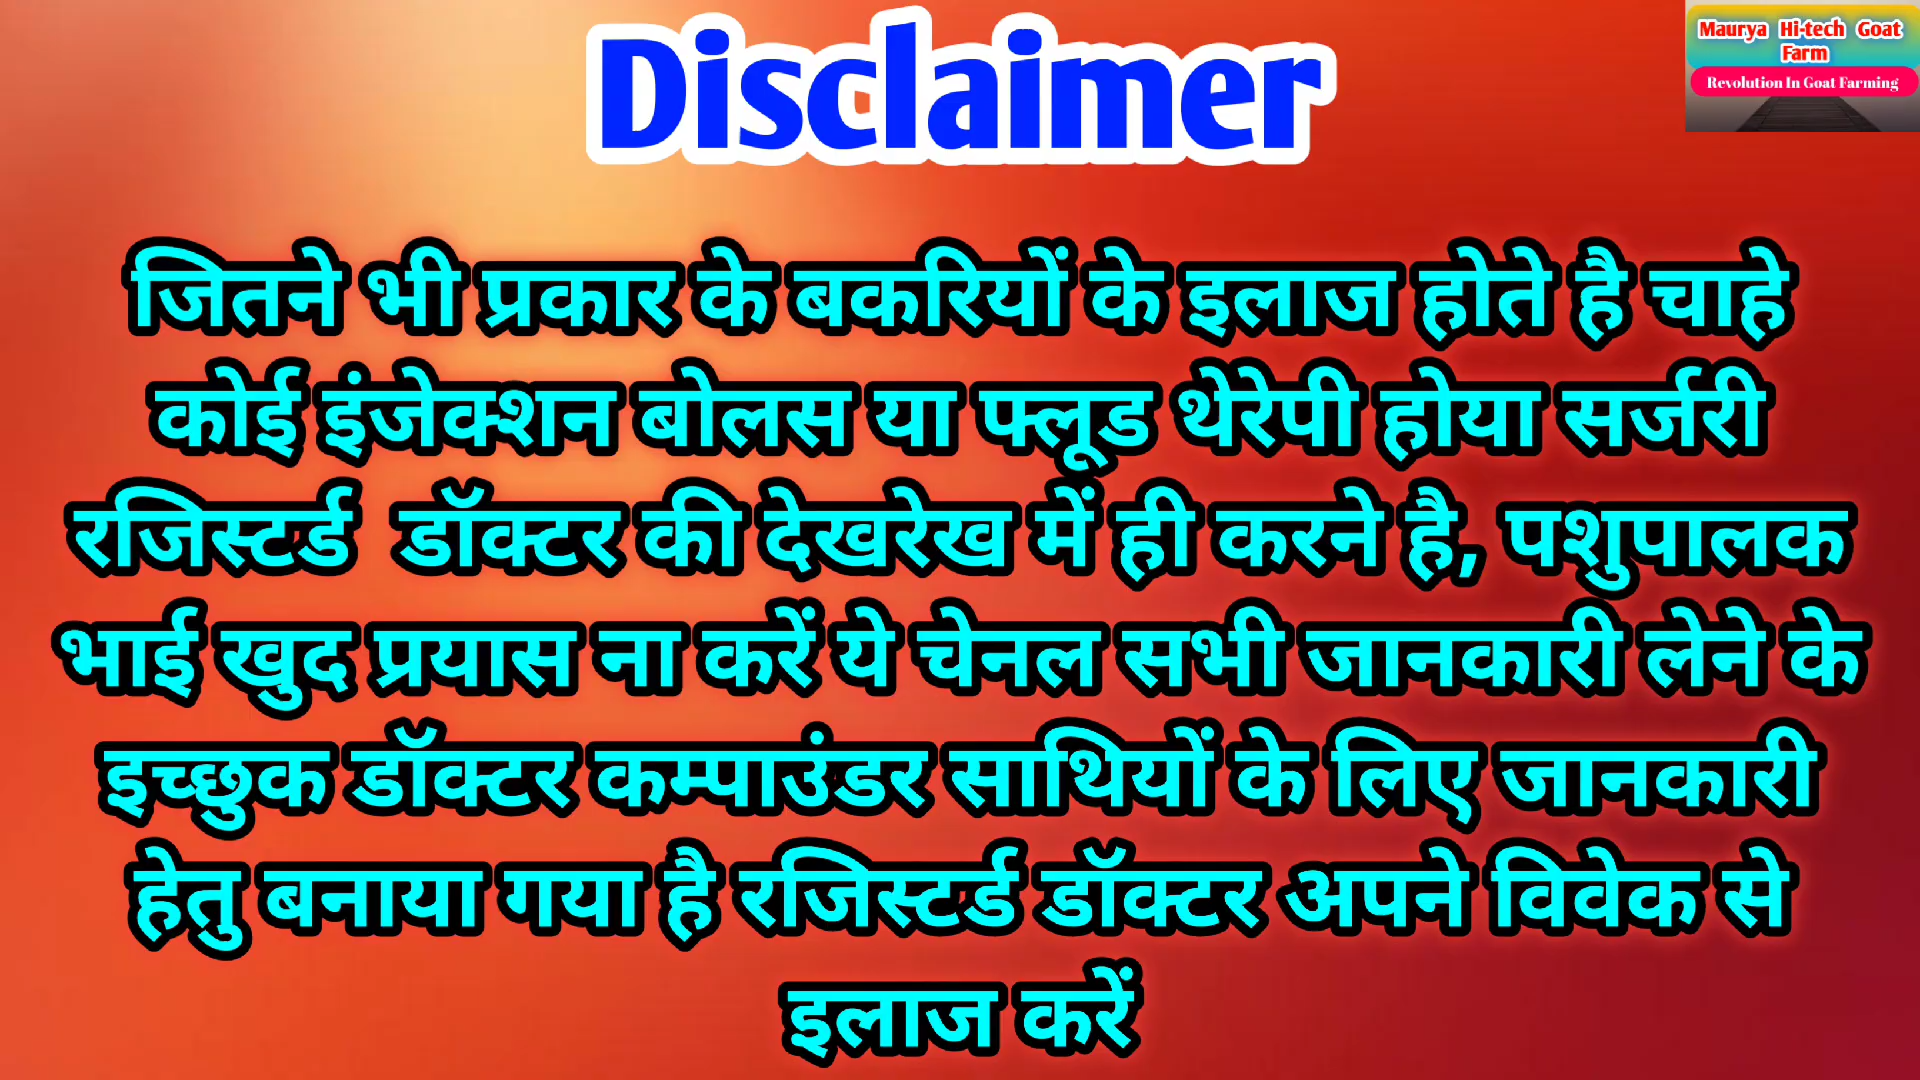 Disclaimer
Maurya Hi-tech Goat
Farm
Revolution In Goat Farming
जितने भी प्रकार के बकरियों के इलाज होते है चाहे
कोई इंजेक्शन बोलस या फ्लूड थेरेपी होया सर्जरी
रजिस्टर्ड डॉक्टर की देखरेख में ही करने है, पशुपालक
भाई खुद प्रयास ना करें ये चेनल सभी जानकारी लेने के
इच्छुक डॉक्टर कम्पाउंडर साथियों के लिए जानकारी
हेतु बनाया गया है रजिस्टर्ड डॉक्टर अपने विवेक से
इलाज करें